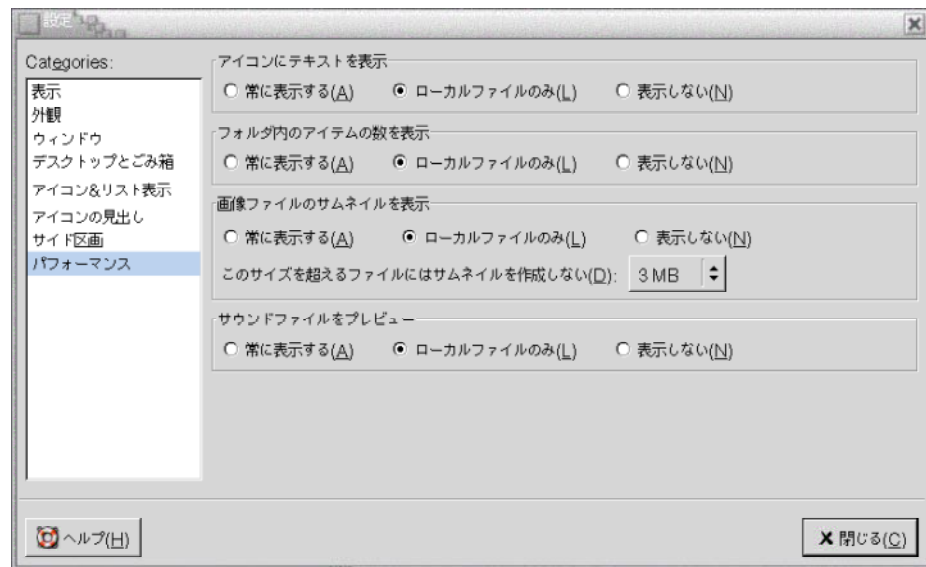 設定
Categories:
表示
外観
ウィンドウ
デスクトップとごみ箱
アイコン&リスト表示
アイコンの見出し
サイド区画
パフォーマンス
アイコンにテキストを表示
常に表示する(A) ローカルファイルのみ(L) 表示しない(N)
フォルダ内のアイテムの数を表示
常に表示する(A) ローカルファイルのみ(L) 表示しない(N)
画像ファイルのサムネイルを表示
常に表示する(A) ローカルファイルのみ(L) 表示しない(N)
このサイズを超えるファイルにはサムネイルを作成しない(D): 3 MB
サウンドファイルをプレビュー
常に表示する(A) ローカルファイルのみ(L) 表示しない(N)
ヘルプ(H) 閉じる(C)